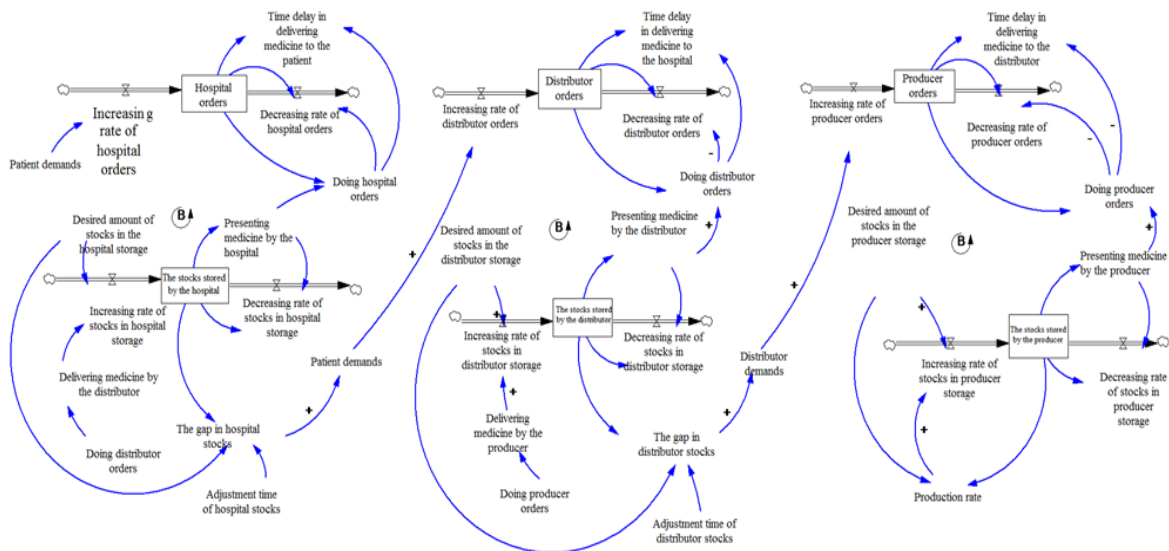 Time delay in
delivering
medicine to the
patient
Hospital
orders
Increasing
rate of
hospital
orders
Decreasing rate of
hospital orders
Patient demands
Doing hospital
orders
B
Desired amount of
stocks in the
hospital storage
Presenting
medicine by the
hospital
The stocks stored
by the hospital
Increasing rate of
stocks in hospital
storage
Decreasing rate of
stocks in hospital
storage
Delivering medicine by
the distributor
Patient demands
+
The gap in hospital
stocks
Doing distributor
orders
Adjustment time
of hospital stocks
+
Time delay
in delivering
medicine to
the hospital
Distributor
orders
Increasing rate of
distributor orders
Decreasing rate of
distributor orders
-
Doing distributor
orders
Desired amount of
stocks in the
distributor storage
B
Presenting medicine
by the distributor
+
+
The stocks stored
by the distributor
Increasing rate of
stocks in
distributor storage
Decreasing rate of
stocks in
distributor storage
Distributor
demands
+
Delivering
medicine by the
producer
+
The gap in
distributor stocks
Doing producer
orders
Adjustment time of
distributor stocks
+
Time delay in
delivering
medicine to the
distributor
Producer
orders
Increasing rate of
producer orders
Decreasing rate of
producer orders
-
-
Doing producer
orders
Desired amount of
stocks in the
producer storage
B
+
Presenting medicine
by the producer
+
The stocks stored
by the producer
Increasing rate of
stocks in producer
storage
Decreasing rate
of stocks in
producer
storage
+
Production rate